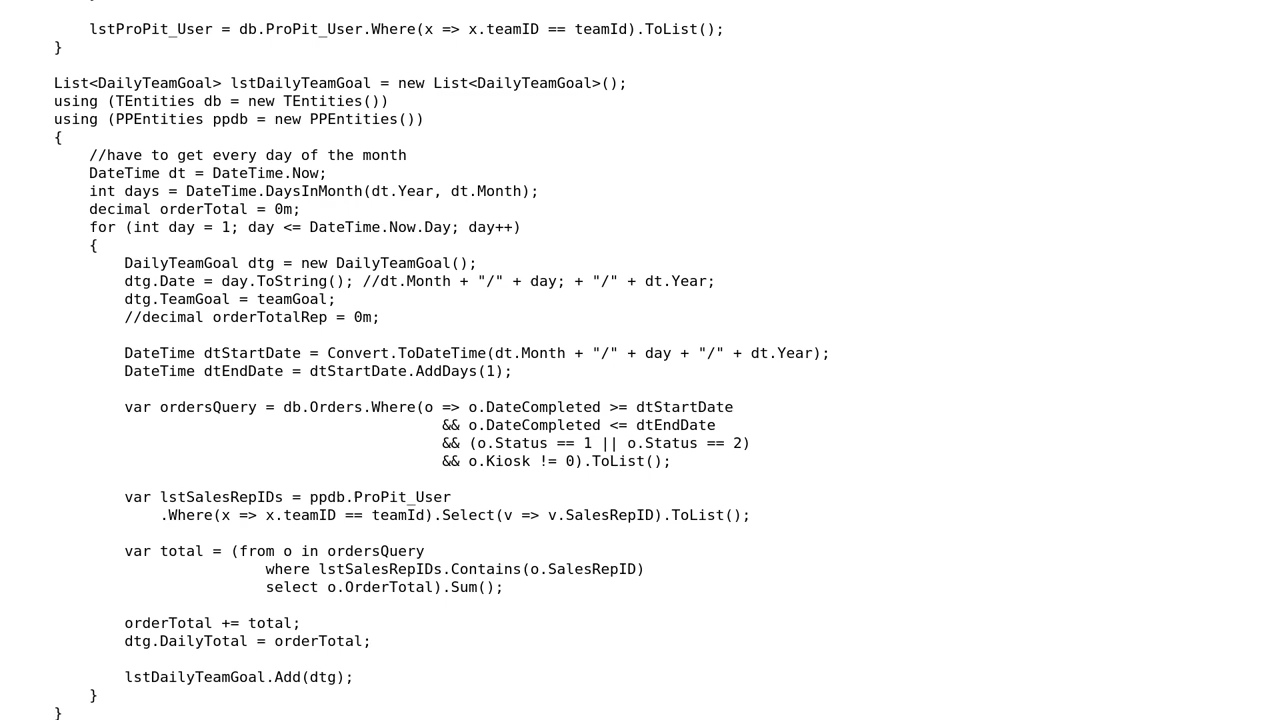 lstProPit_User = db.ProPit_User.Where(x => x.teamID == teamId).ToList();
}
List<DailyTeamGoal> lstDailyTeamGoal = new List<DailyTeamGoal>();
using (TEntities db = new TEntities())
using (PPEntities ppdb = new PPEntities())
{
//have to get every day of the month
DateTime dt = DateTime.Now;
int days = DateTime.DaysInMonth(dt.Year, dt.Month);
decimal orderTotal = 0m;
for (int day = 1; day <= DateTime.Now.Day; day++)
{
DailyTeamGoal dtg = new DailyTeamGoal();
dtg.Date = day.ToString(); //dt.Month + "/" + day; + "/" + dt.Year;
dtg.TeamGoal = teamGoal;
//decimal orderTotalRep = 0m;
DateTime dtStartDate = Convert.ToDateTime(dt.Month + "/" + day + "/" + dt.Year);
DateTime dtEndDate = dtStartDate.AddDays(1);
var ordersQuery = db.Orders.Where(o => o.DateCompleted >= dtStartDate
&& o.DateCompleted <= dtEndDate
&& (o.Status == 1 || o.Status == 2)
&& o.Kiosk != 0).ToList();
var lstSalesRepIDs = ppdb.ProPit_User
.Where(x => x.teamID == teamId).Select(v => v.SalesRepID).ToList();
var total = (from o in ordersQuery
where lstSalesRepIDs.Contains(o.SalesRepID)
select o.OrderTotal).Sum();
orderTotal += total;
dtg.DailyTotal = orderTotal;
lstDailyTeamGoal.Add(dtg);
}
}